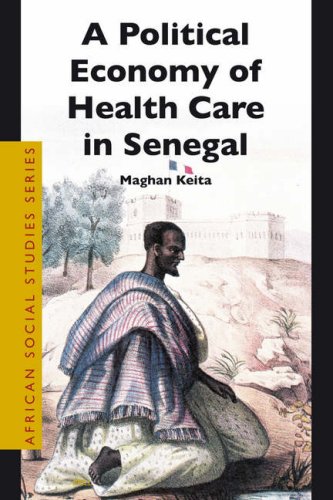 A Political
Economy of
Health Care
in Senegal
Maghan Keita
AFRICAN SOCIAL STUDIES SERIES